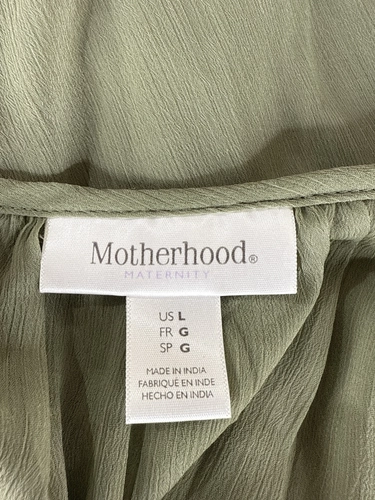 Motherhood®
MATERNITY
US L
FR G
SP G
MADE IN INDIA
FABRIQUÉ EN INDE
HECHO EN INDIA